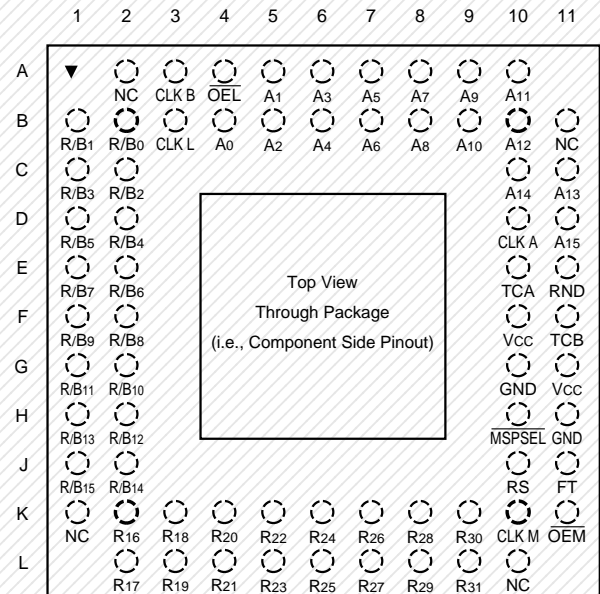 1 2 3 4 5 6 7 8 9 10 11
A
NC CLK B OEL A1 A3 A5 A7 A9 A11
B
R/B1 R/B0 CLK L A0 A2 A4 A6 A8 A10 A12 NC
C
R/B3 R/B2 A14 A13
D
R/B5 R/B4 CLK A A15
E
R/B7 R/B6 TCA RND
F
R/B9 R/B8 VCC TCB
G
R/B11 R/B10 GND VCC
H
R/B13 R/B12 MSPSEL GND
J
R/B15 R/B14 RS FT
K
NC R16 R18 R20 R22 R24 R26 R28 R30 CLK M OEM
L
R17 R19 R21 R23 R25 R27 R29 R31 NC
Top View
Through Package
(i.e., Component Side Pinout)